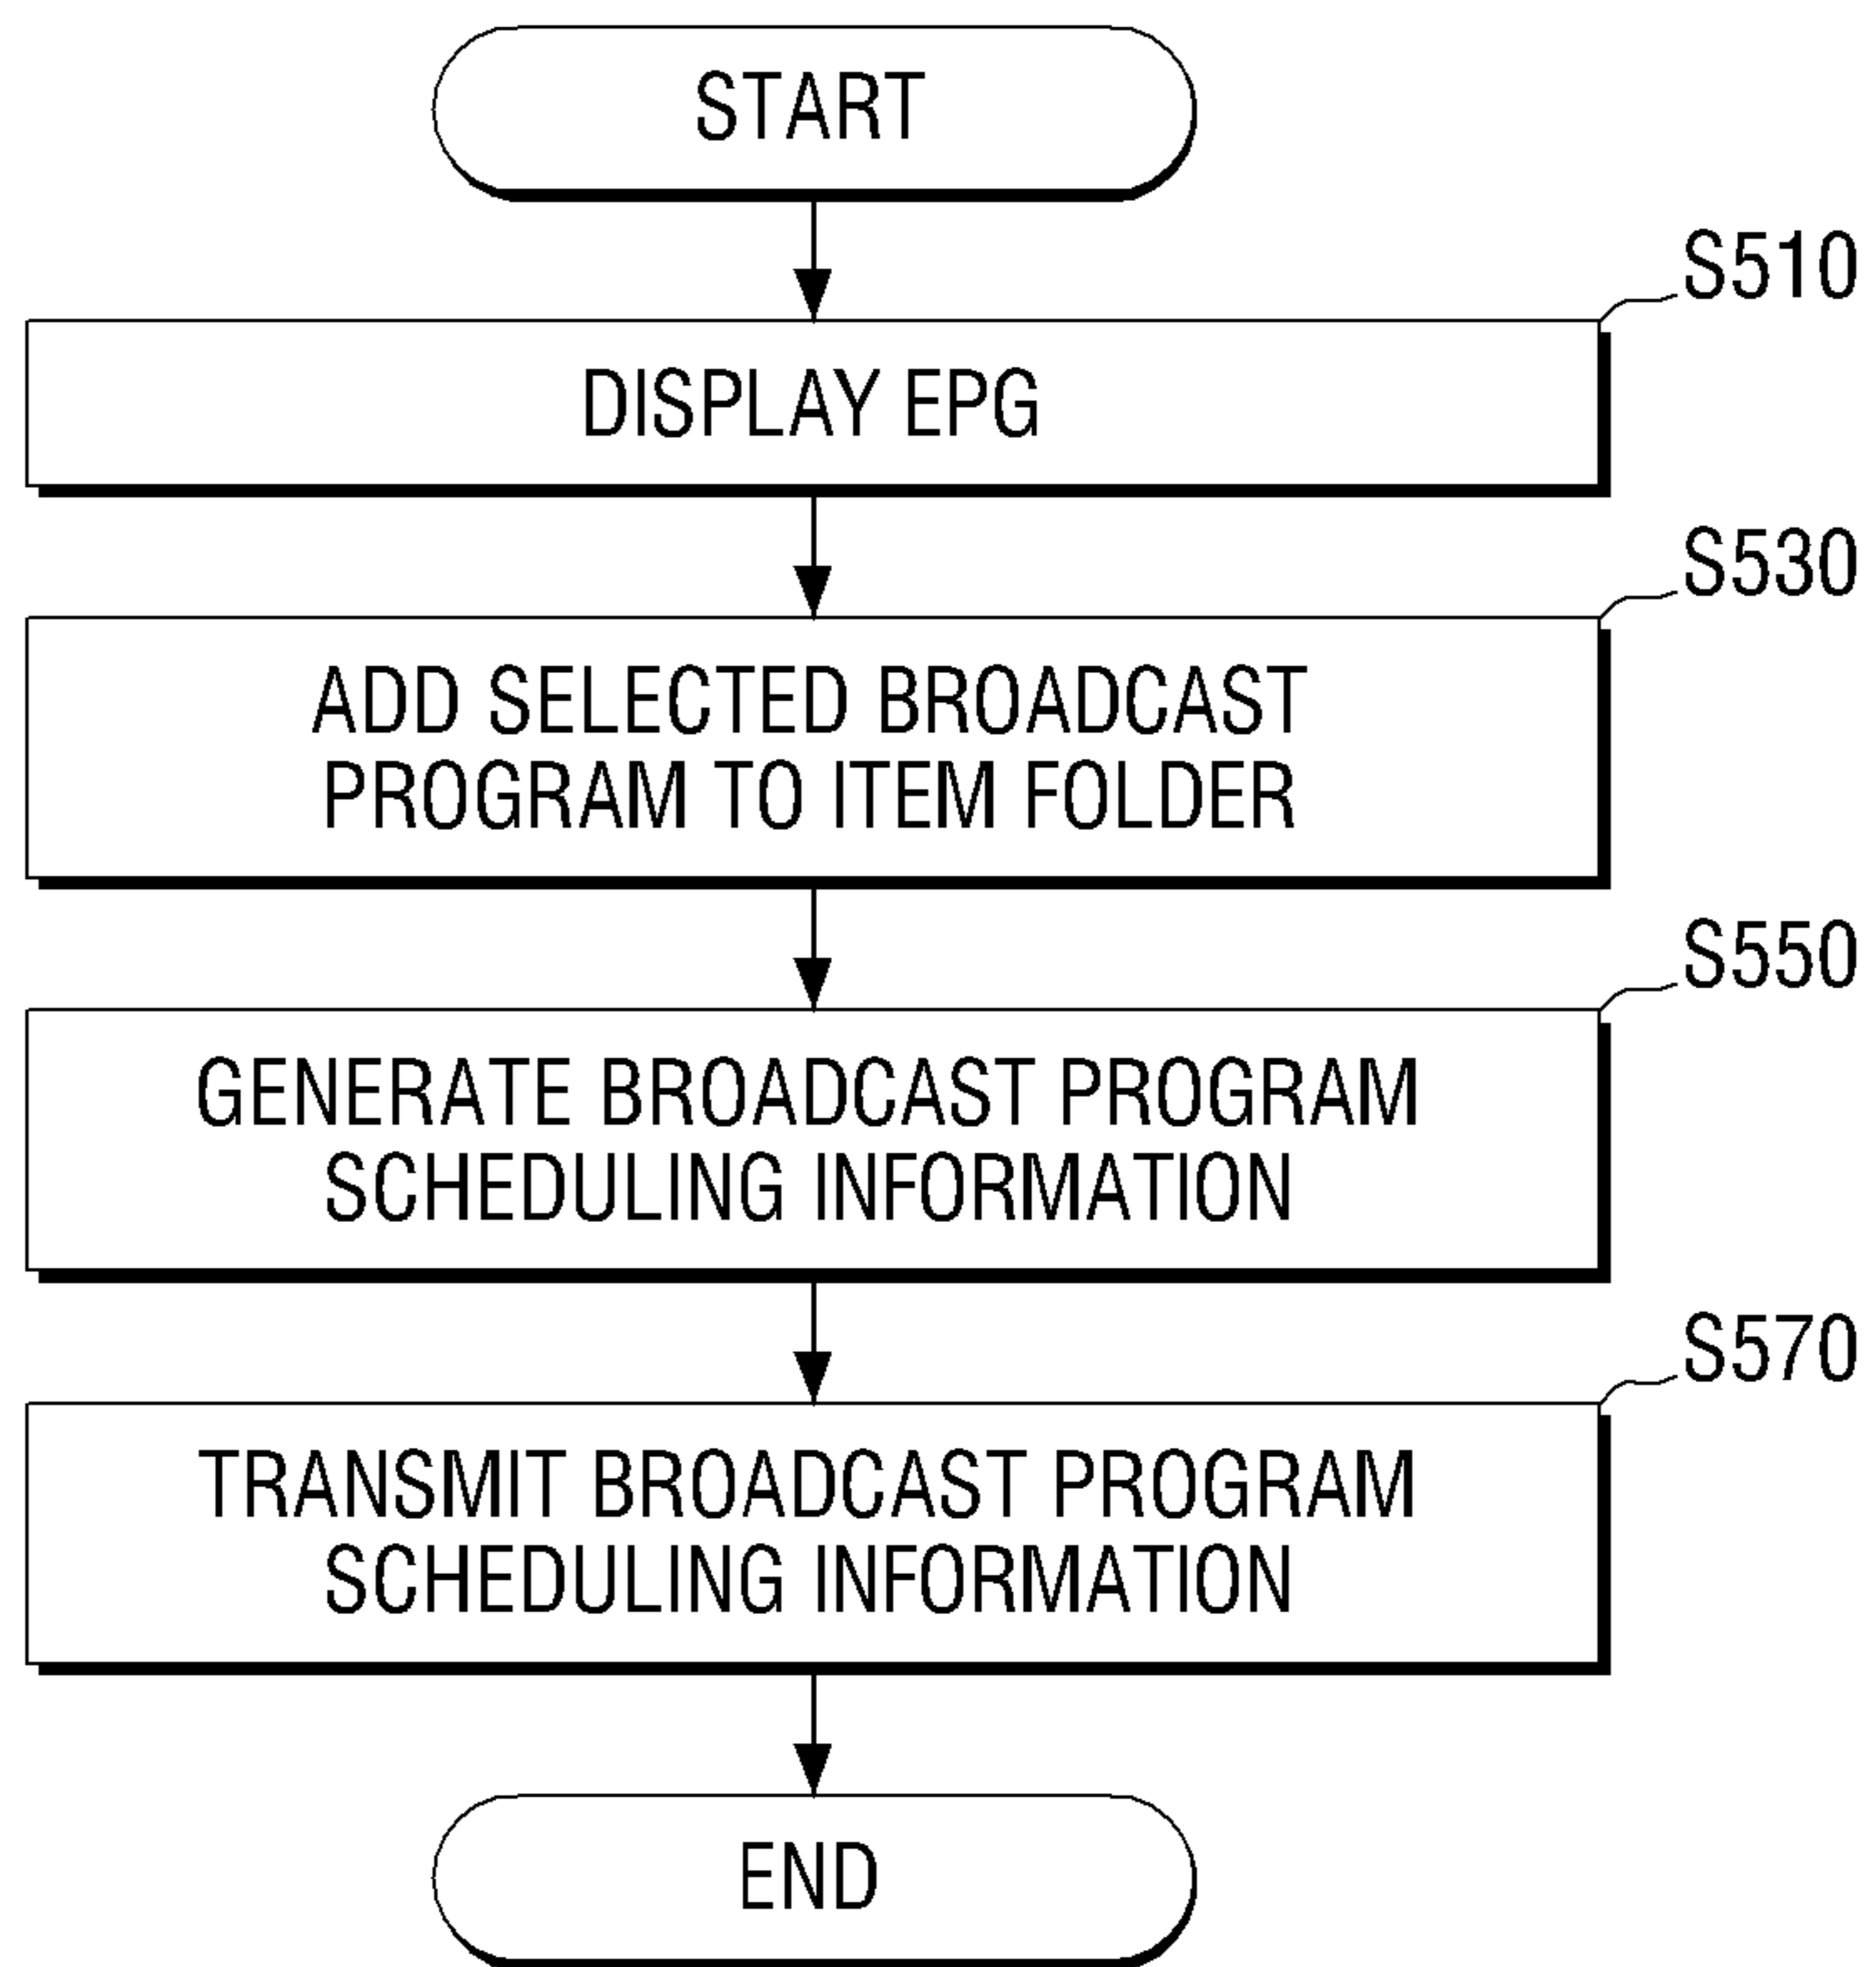 START
S510
DISPLAY EPG
S530
ADD SELECTED BROADCAST
PROGRAM TO ITEM FOLDER
S550
GENERATE BROADCAST PROGRAM
SCHEDULING INFORMATION
S570
TRANSMIT BROADCAST PROGRAM
SCHEDULING INFORMATION
END